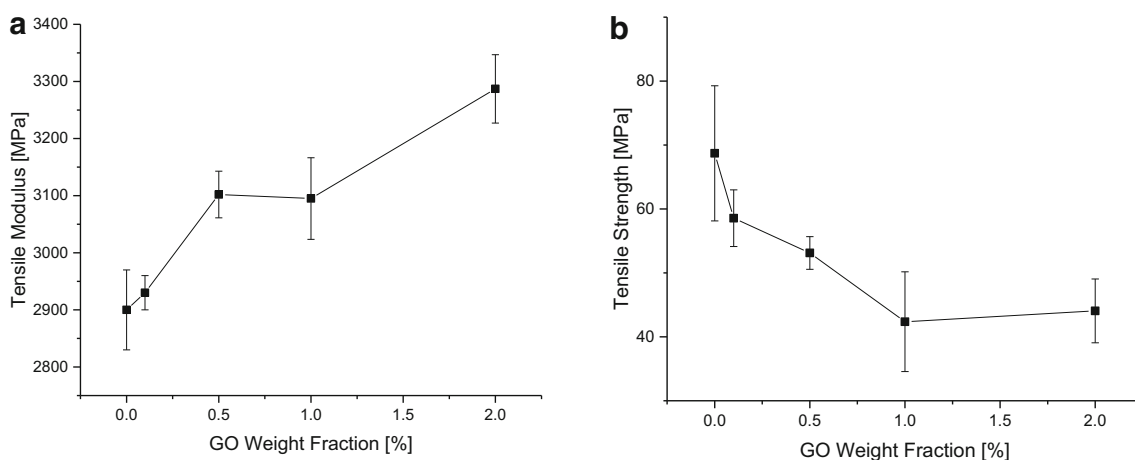 a
Tensile Modulus [MPa]
3400
3300
3200
3100
3000
2900
2800
0.0 0.5 1.0 1.5 2.0
GO Weight Fraction [%]
b
Tensile Strength [MPa]
80
60
40
0.0 0.5 1.0 1.5 2.0
GO Weight Fraction [%]